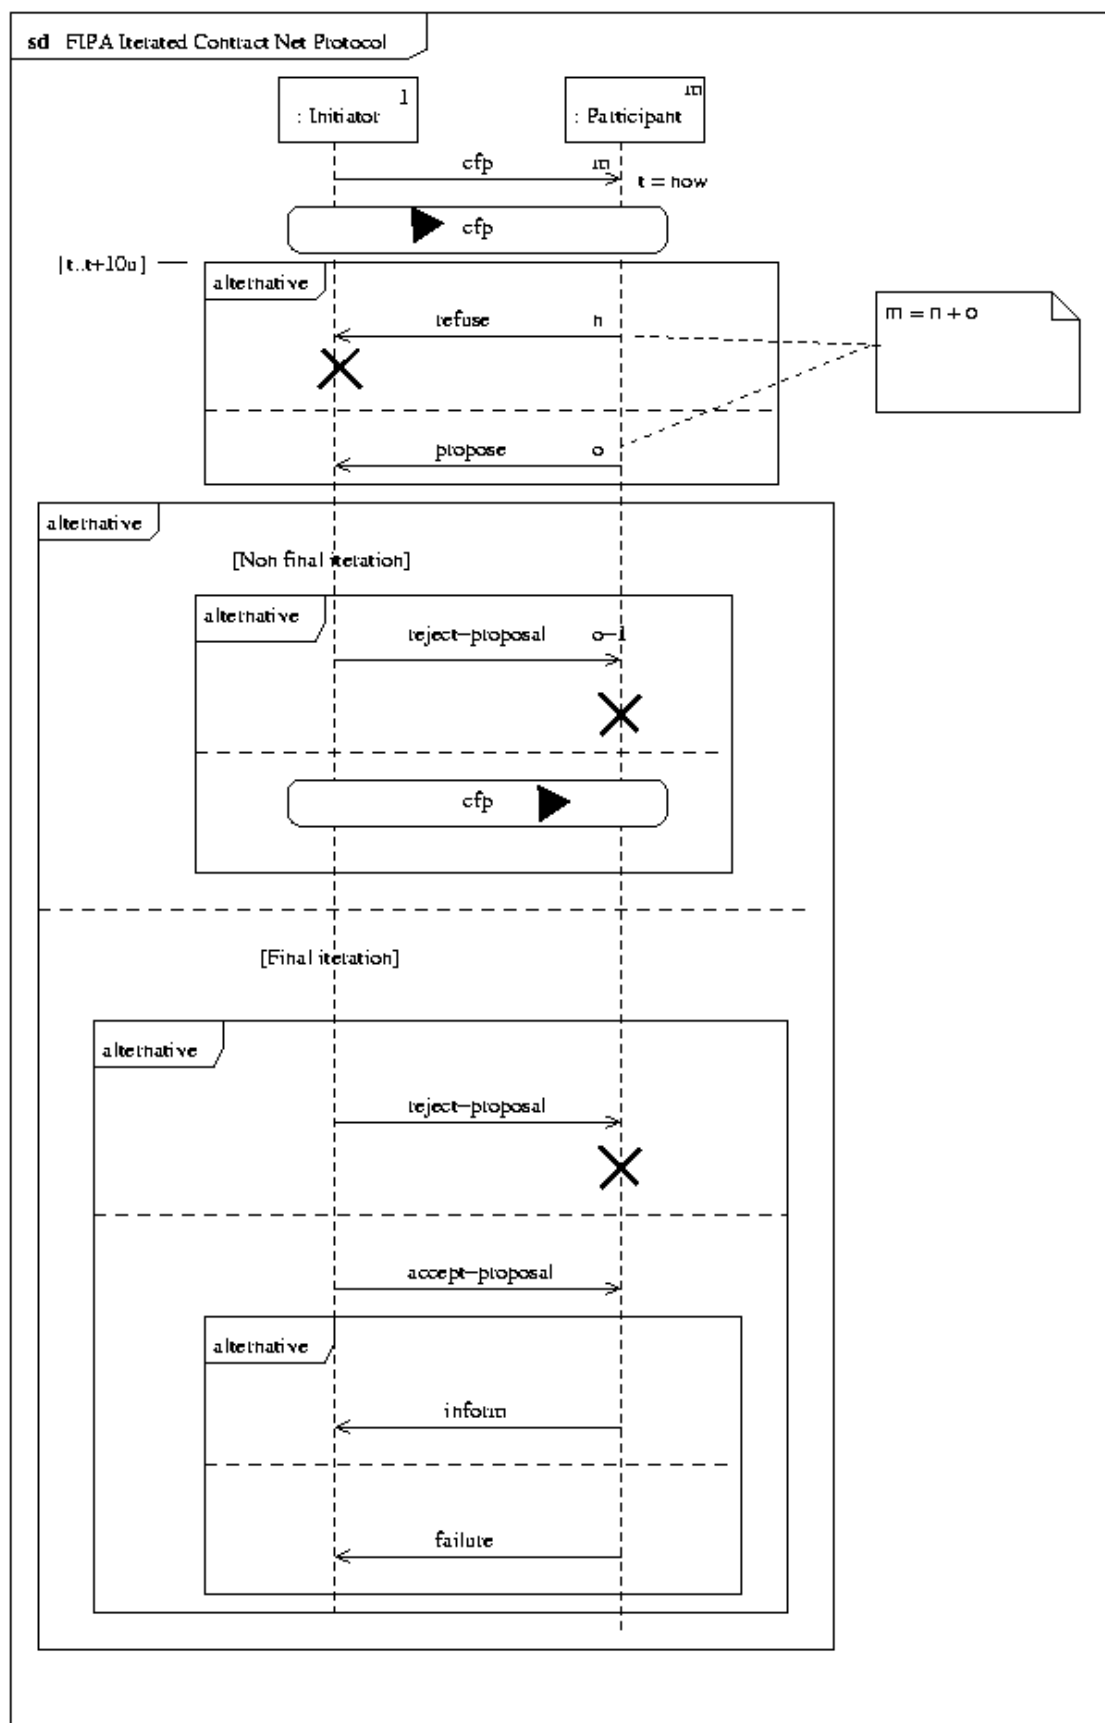 sd FIPA Iterated Contract Net Protocol
1
: Initiator
m
: Participant
cfp m
t = now
cfp
[t..t+10u]
alternative
refuse n
m = n + o
propose o
alternative
[Non final iteration]
alternative
reject-proposal o-1
cfp
[Final iteration]
alternative
reject-proposal
accept-proposal
alternative
inform
failure